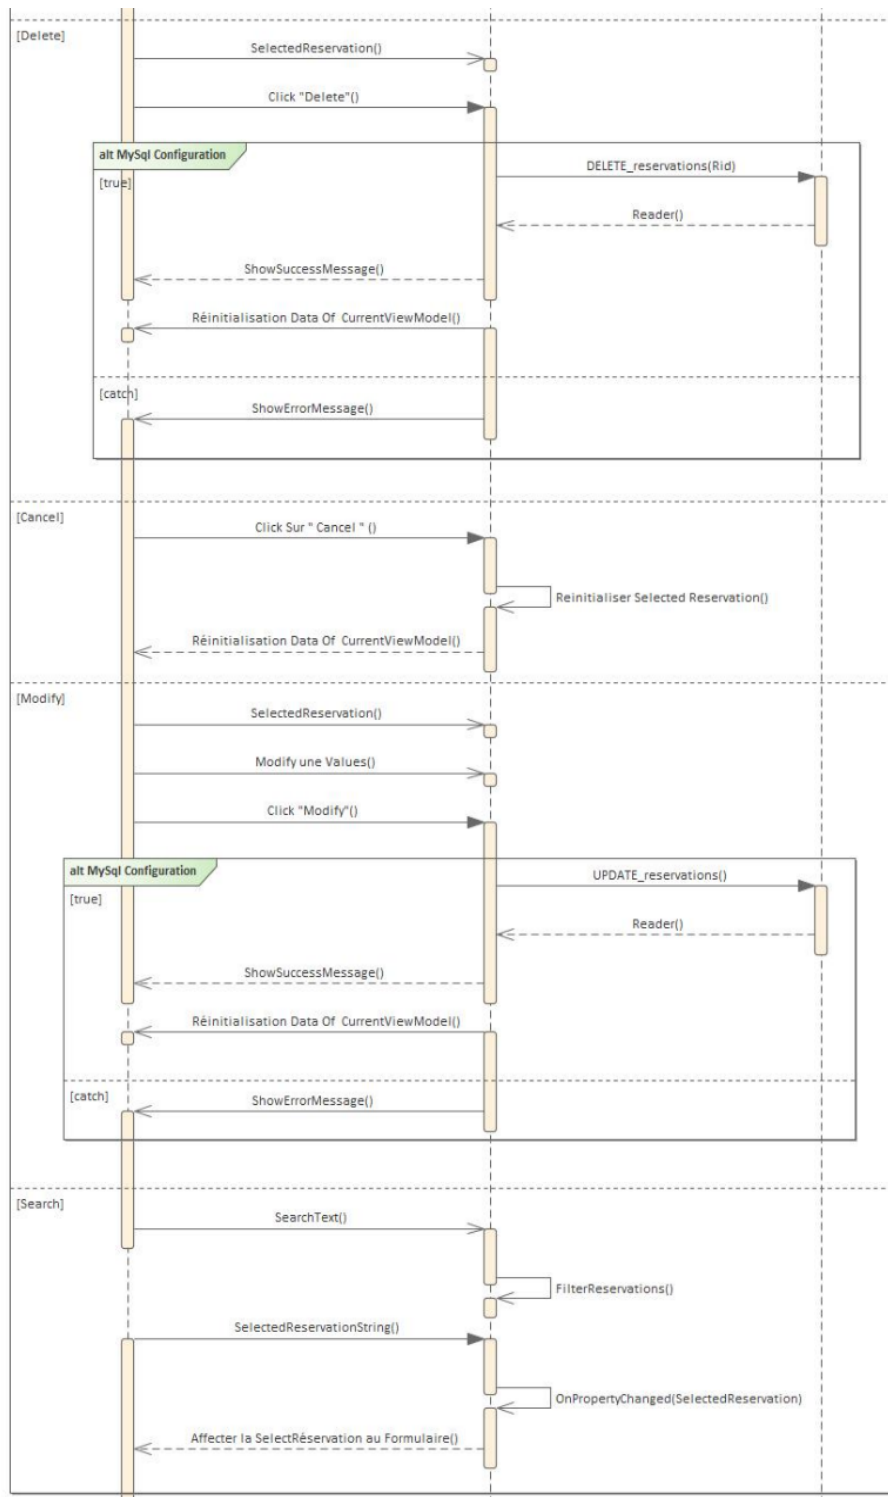 [Delete]
SelectedReservation()
Click "Delete"()
alt MySql Configuration
DELETE_reservations(Rid)
[true]
Reader()
ShowSuccessMessage()
Réinitialisation Data Of CurrentViewModel()
[catch]
ShowErrorMessage()
[Cancel]
Click Sur " Cancel " ()
Reinitialiser Selected Reservation()
Réinitialisation Data Of CurrentViewModel()
[Modify]
SelectedReservation()
Modify une Values()
Click "Modify"()
alt MySql Configuration
UPDATE_reservations()
[true]
Reader()
ShowSuccessMessage()
Réinitialisation Data Of CurrentViewModel()
[catch]
ShowErrorMessage()
[Search]
SearchText()
FilterReservations()
SelectedReservationString()
OnPropertyChanged(SelectedReservation)
Affecter la SelectRéservation au Formulaire()